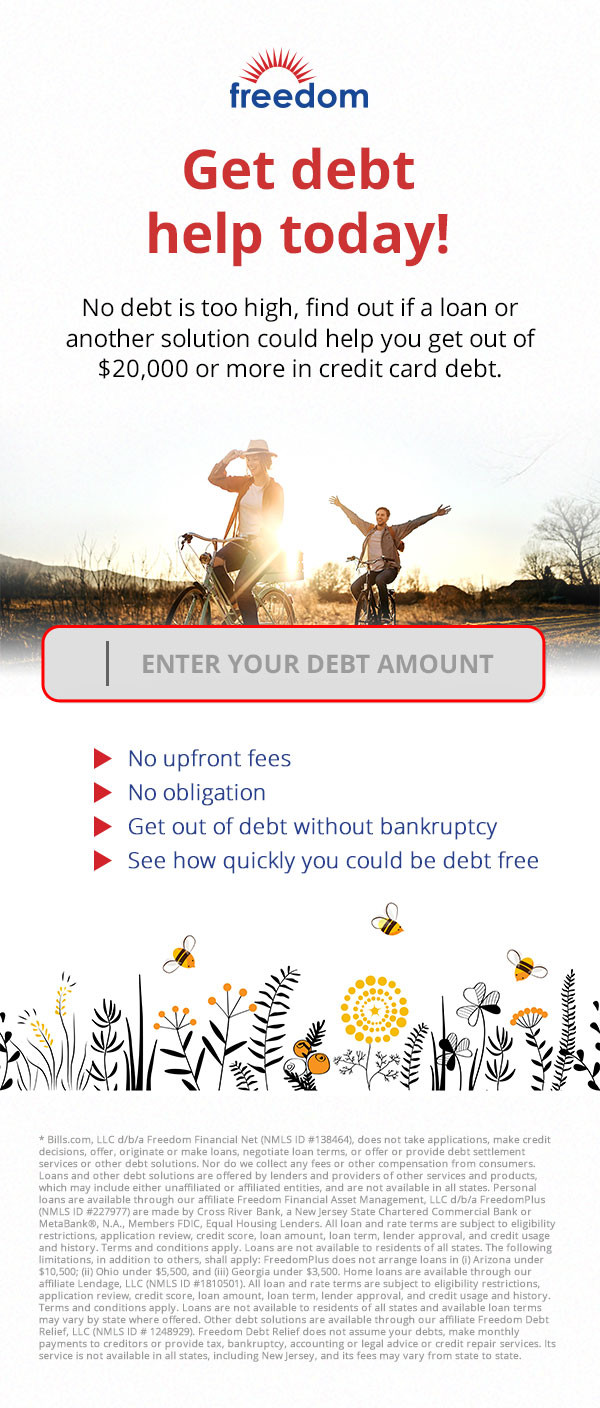 freedom
Get debt
help today!
No debt is too high, find out if a loan or
another solution could help you get out of
$20,000 or more in credit card debt.
ENTER YOUR DEBT AMOUNT
No upfront fees
No obligation
Get out of debt without bankruptcy
See how quickly you could be debt free
* Bills.com, LLC d/b/a Freedom Financial Net (NMLS ID #138464), does not take applications, make credit
decisions, offer, originate or make loans, negotiate loan terms, or offer or provide debt settlement
services or other debt solutions. Nor do we collect any fees or other compensation from consumers.
Loans and other debt solutions are offered by lenders and providers of other services and products,
which may include either unaffiliated or affiliated entities, and are not available in all states. Personal
loans are available through our affiliate Freedom Financial Asset Management, LLC d/b/a FreedomPlus
(NMLS ID #227977) are made by Cross River Bank, a New Jersey State Chartered Commercial Bank or
MetaBank®, N.A., Members FDIC, Equal Housing Lenders. All loan and rate terms are subject to eligibility
restrictions, application review, credit score, loan amount, loan term, lender approval, and credit usage
and history. Terms and conditions apply. Loans are not available to residents of all states. The following
limitations, in addition to others, shall apply: FreedomPlus does not arrange loans in (i) Arizona under
$10,500; (ii) Ohio under $5,500, and (iii) Georgia under $3,500. Home loans are available through our
affiliate Lendage, LLC (NMLS ID #1810501). All loan and rate terms are subject to eligibility restrictions,
application review, credit score, loan amount, loan term, lender approval, and credit usage and history.
Terms and conditions apply. Loans are not available to residents of all states and available loan terms
may vary by state where offered. Other debt solutions are available through our affiliate Freedom Debt
Relief, LLC (NMLS ID # 1248929). Freedom Debt Relief does not assume your debts, make monthly
payments to creditors or provide tax, bankruptcy, accounting or legal advice or credit repair services. Its
service is not available in all states, including New Jersey, and its fees may vary from state to state.